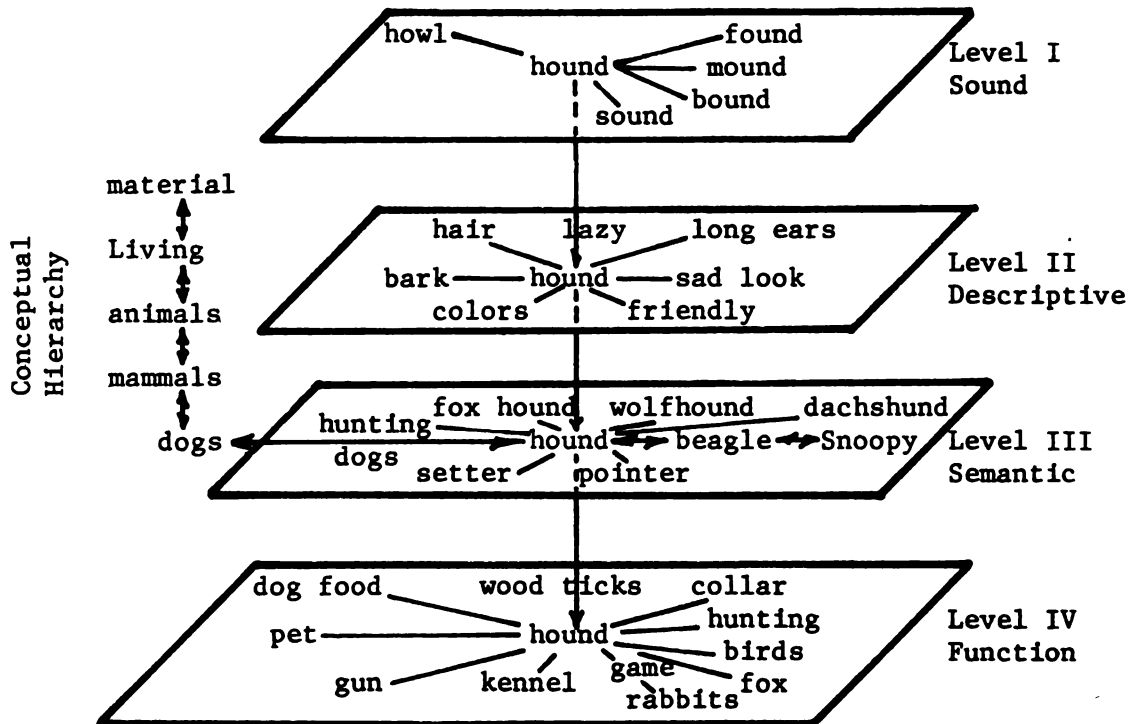 howl
found
hound
mound
bound
sound
Level I
Sound
Conceptual
Hierarchy
material
Living
animals
mammals
dogs
hair
lazy
long ears
bark
hound
sad look
colors
friendly
Level II
Descriptive
fox hound
wolfhound
dachshund
hunting
dogs
hound
beagle
Snoopy
setter
pointer
Level III
Semantic
dog food
wood ticks
collar
hunting
pet
hound
birds
game
fox
gun
kennel
rabbits
Level IV
Function